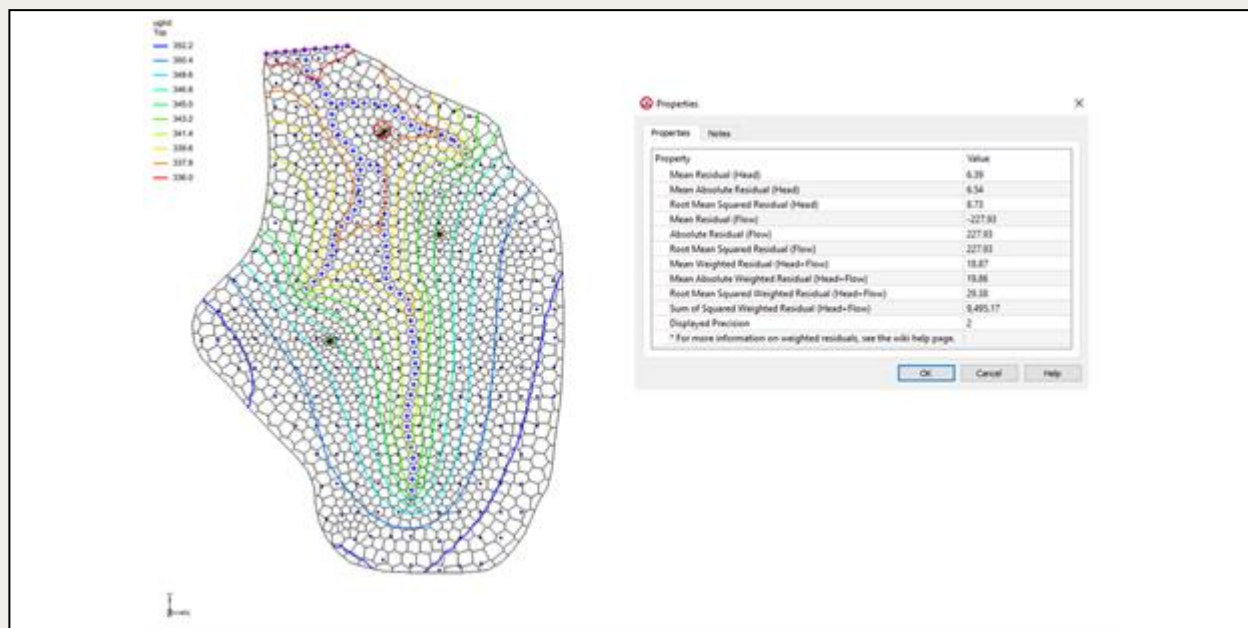 ugrid:
Top
352.2
350.4
348.6
346.8
345.0
343.2
341.4
339.6
337.8
336.0
Properties
Properties Notes
Property Value
Mean Residual (Head) 6.39
Mean Absolute Residual (Head) 6.54
Root Mean Squared Residual (Head) 8.73
Mean Residual (Flow) -227.93
Absolute Residual (Flow) 227.93
Root Mean Squared Residual (Flow) 227.93
Mean Weighted Residual (Head+Flow) 18.87
Mean Absolute Weighted Residual (Head+Flow) 19.86
Root Mean Squared Weighted Residual (Head+Flow) 29.38
Sum of Squared Weighted Residual (Head+Flow) 9,495.17
Displayed Precision 2
* For more information on weighted residuals, see the wiki help page.
OK Cancel Help